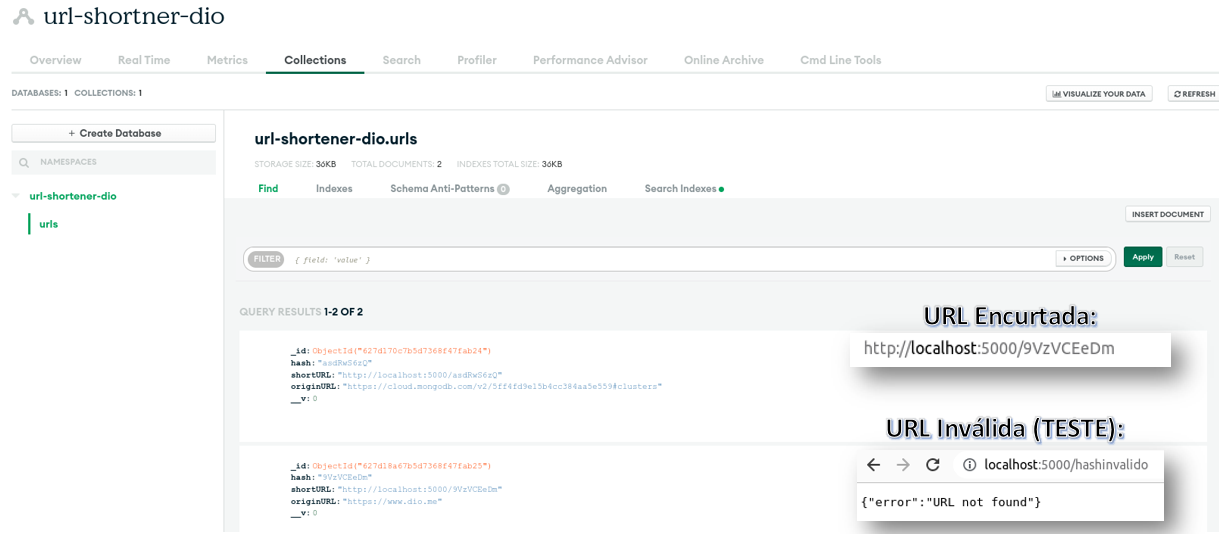 url-shortner-dio
Overview Real Time Metrics Collections Search Profiler Performance Advisor Online Archive Cmd Line Tools
DATABASES: 1 COLLECTIONS: 1
VISUALIZE YOUR DATA
REFRESH
+ Create Database
NAMESPACES
url-shortener-dio
urls
url-shortener-dio.urls
STORAGE SIZE: 36KB TOTAL DOCUMENTS: 2 INDEXES TOTAL SIZE: 36KB
Find Indexes Schema Anti-Patterns 0 Aggregation Search Indexes
INSERT DOCUMENT
FILTER { field: 'value' }
OPTIONS
Apply
Reset
QUERY RESULTS 1-2 OF 2
_id: ObjectId("627d170c7b5d7368f47fab24")
hash: "asdRwS6zQ"
shortURL: "http://localhost:5000/asdRwS6zQ"
originURL: "https://cloud.mongodb.com/v2/5ff4fd9e15b4cc384aa5e559#clusters"
__v: 0
_id: ObjectId("627d18a67b5d7368f47fab25")
hash: "9VzVCEeDm"
shortURL: "http://localhost:5000/9VzVCEeDm"
originURL: "https://www.dio.me"
__v: 0
URL Encurtada:
http://localhost:5000/9VzVCEeDm
URL Inválida (TESTE):
localhost:5000/hashinvalido
{"error":"URL not found"}